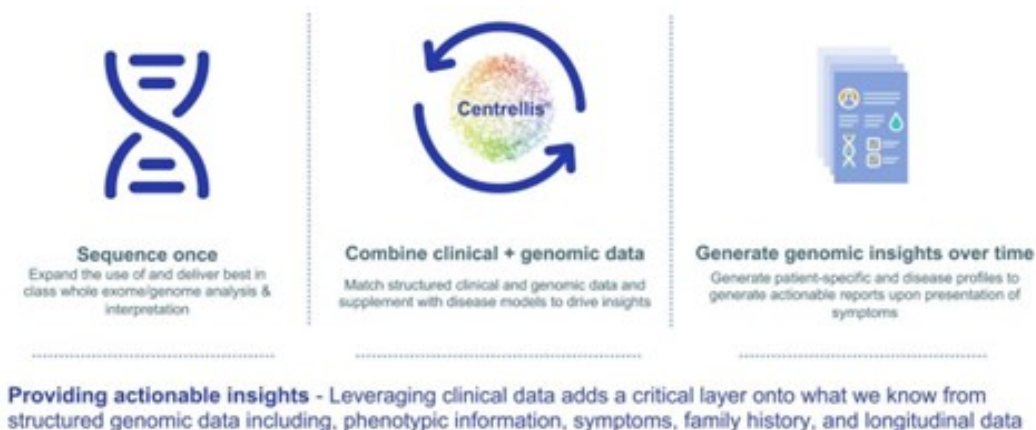 Centrellis®
Sequence once
Expand the use of and deliver best in
class whole exome/genome analysis &
interpretation
Combine clinical + genomic data
Match structured clinical and genomic data and
supplement with disease models to drive insights
Generate genomic insights over time
Generate patient-specific and disease profiles to
generate actionable reports upon presentation of
symptoms
Providing actionable insights - Leveraging clinical data adds a critical layer onto what we know from
structured genomic data including, phenotypic information, symptoms, family history, and longitudinal data